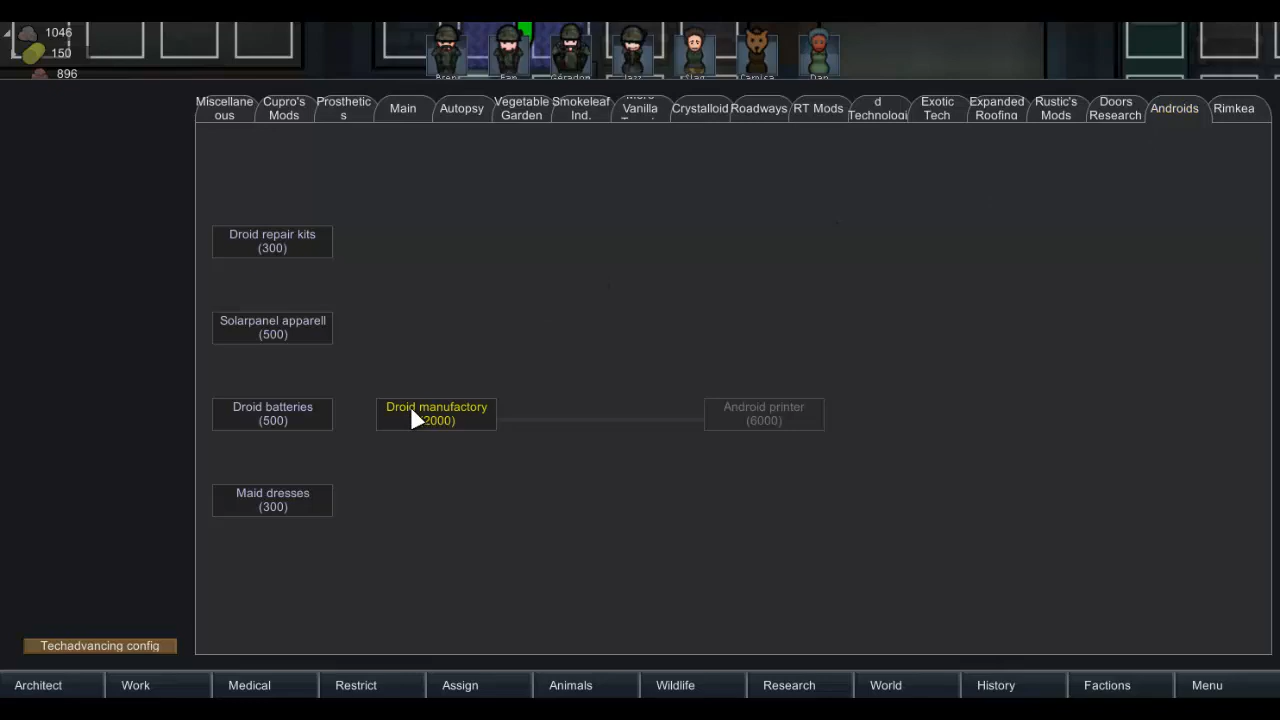 1046
150
896
Miscellane
ous
Cupro's
Mods
Prosthetic
s
Main
Autopsy
Vegetable
Garden
Smokeleaf
Ind.
Vanilla
Crystalloid
Roadways
RT Mods
d
Technologi
Exotic
Tech
Expanded
Roofing
Rustic's
Mods
Doors
Research
Androids
Rimkea
Droid repair kits
(300)
Solarpanel apparell
(500)
Droid batteries
(500)
Droid manufactory
2000)
Android printer
(6000)
Maid dresses
(300)
Techadvancing config
Architect
Work
Medical
Restrict
Assign
Animals
Wildlife
Research
World
History
Factions
Menu